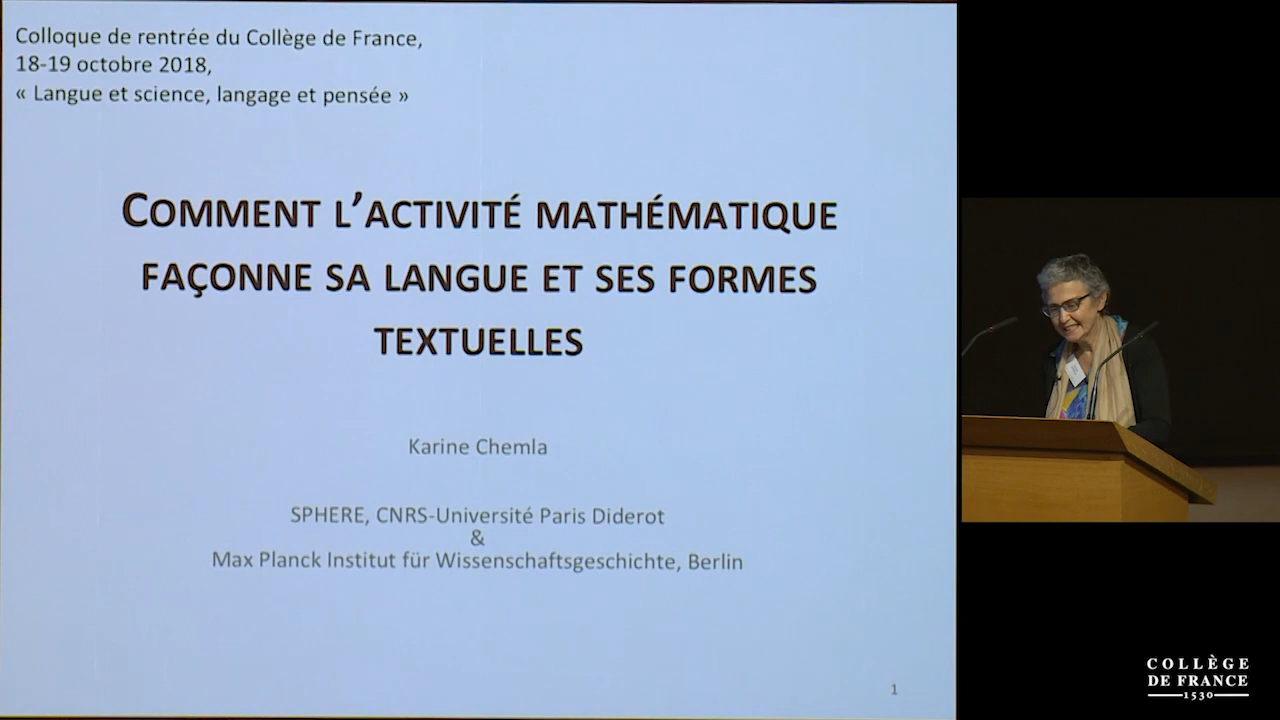 Colloque de rentrée du Collège de France,
18-19 octobre 2018,
« Langue et science, langage et pensée »
COMMENT L'ACTIVITÉ MATHÉMATIQUE
FAÇONNE SA LANGUE ET SES FORMES
TEXTUELLES
Karine Chemla
SPHERE, CNRS-Université Paris Diderot
&
Max Planck Institut für Wissenschaftsgeschichte, Berlin
1
COLLÈGE
DE FRANCE
1530